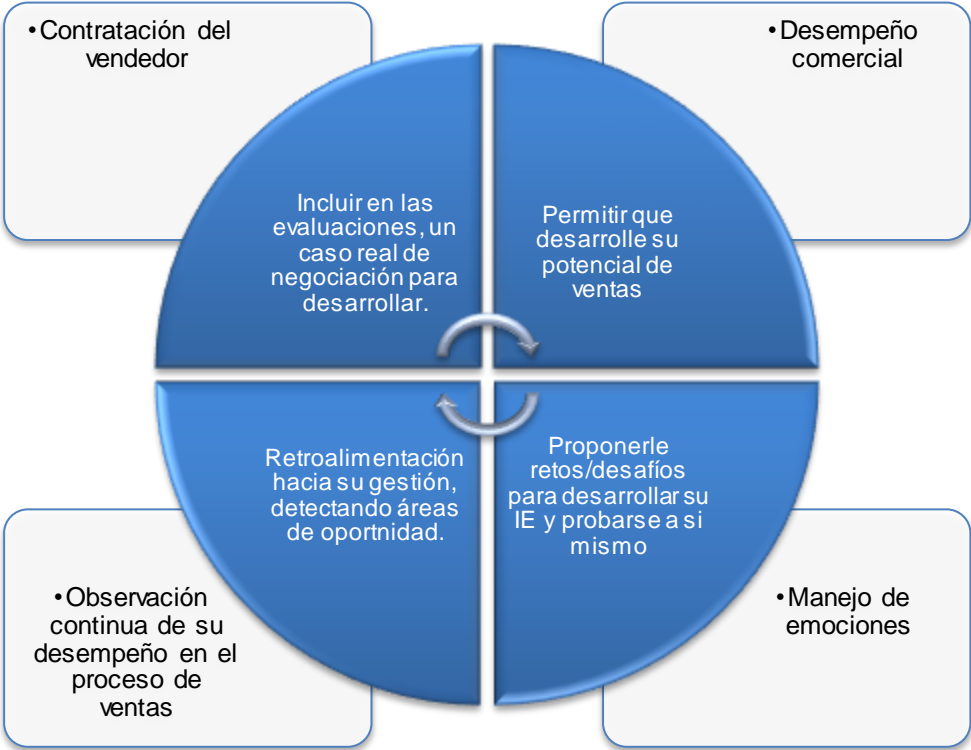 •Contratación del
vendedor
•Desempeño
comercial
Incluir en las
evaluaciones, un
caso real de
negociación para
desarrollar.
Permitir que
desarrolle su
potencial de
ventas
Retroalimentación
hacia su gestión,
detectando áreas
de oportnidad.
Proponerle
retos/desafíos
para desarrollar su
IE y probarse a si
mismo
•Observación
continua de su
desempeño en el
proceso de
ventas
•Manejo de
emociones